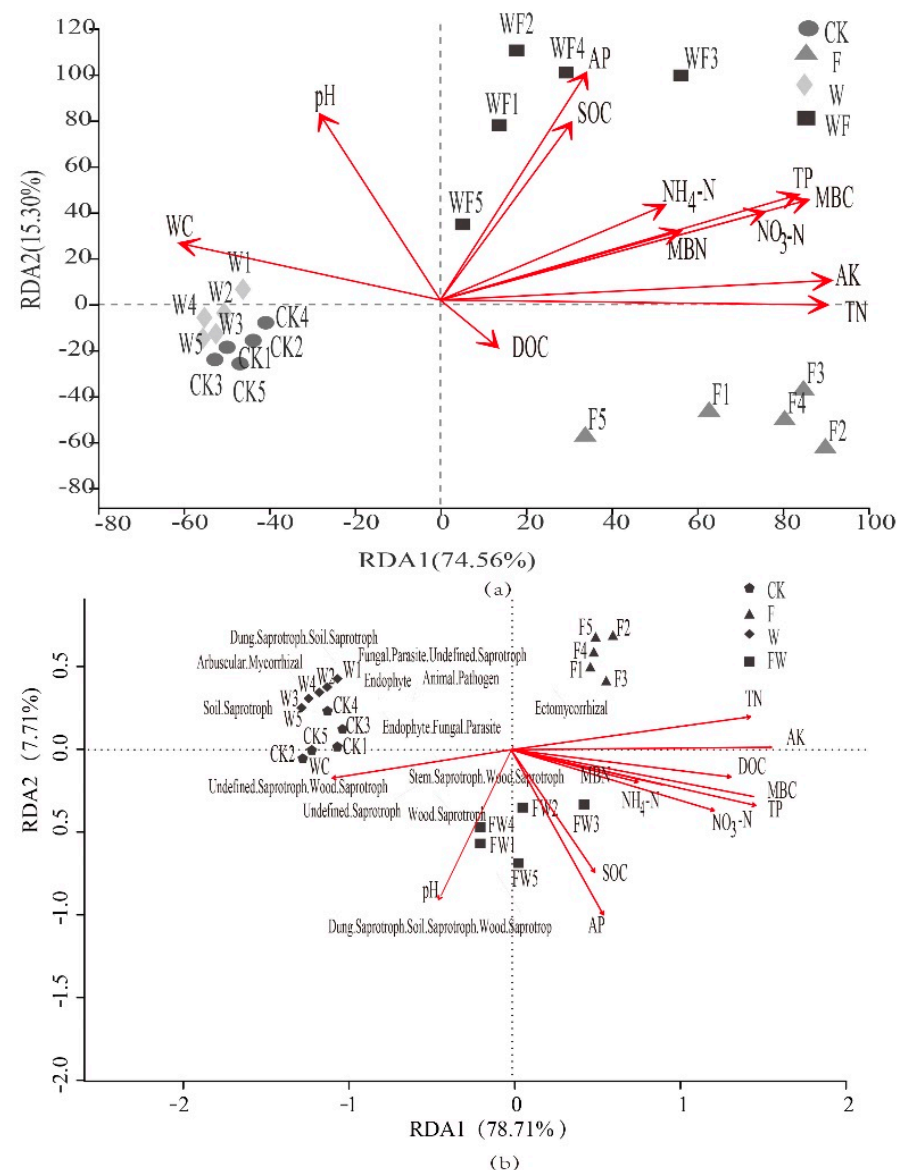 120
100
80
60
40
20
0
-20
-40
-60
-80
RDA2(15.30%)
-80
-60
-40
-20
0
20
40
60
80
100
RDA1(74.56%)
CK
F
W
WF
WF2
WF4
AP
WF3
pH
WF1
SOC
WF5
NH4-N
TP
MBC
NO3-N
MBN
WC
W1
AK
W4
W2
TN
W3
CK4
W5
CK1
CK2
DOC
CK3
CK5
F3
F1
F4
F5
F2
(a)
CK
F
W
FW
0.5
0.0
-0.5
-1.0
-1.5
-2.0
RDA2 (7.71%)
Dung.Saprotroph.Soil.Saprotroph
Arbuscular.Mycorrhizal
Fungal.Parasite.Undefined.Saprotroph
W1
W2
W4
W3
W5
Endophyte
Animal.Pathogen
Soil.Saprotroph
CK4
CK3
CK5
CK1
CK2
Endophyte.Fungal.Parasite
Ectomycorrhizal
F5
F2
F4
F1
F3
TN
AK
DOC
MBC
TP
NO3-N
NH4-N
MBN
WC
Undefined.Saprotroph.Wood.Saprotroph
Stem.Saprotroph.Wood.Saprotroph
Undefined.Saprotroph
Wood.Saprotroph
FW2
FW3
FW4
FW1
FW5
SOC
pH
AP
Dung.Saprotroph.Soil.Saprotroph.Wood.Saprotrop
-2
-1
0
1
2
RDA1 (78.71%)
(b)